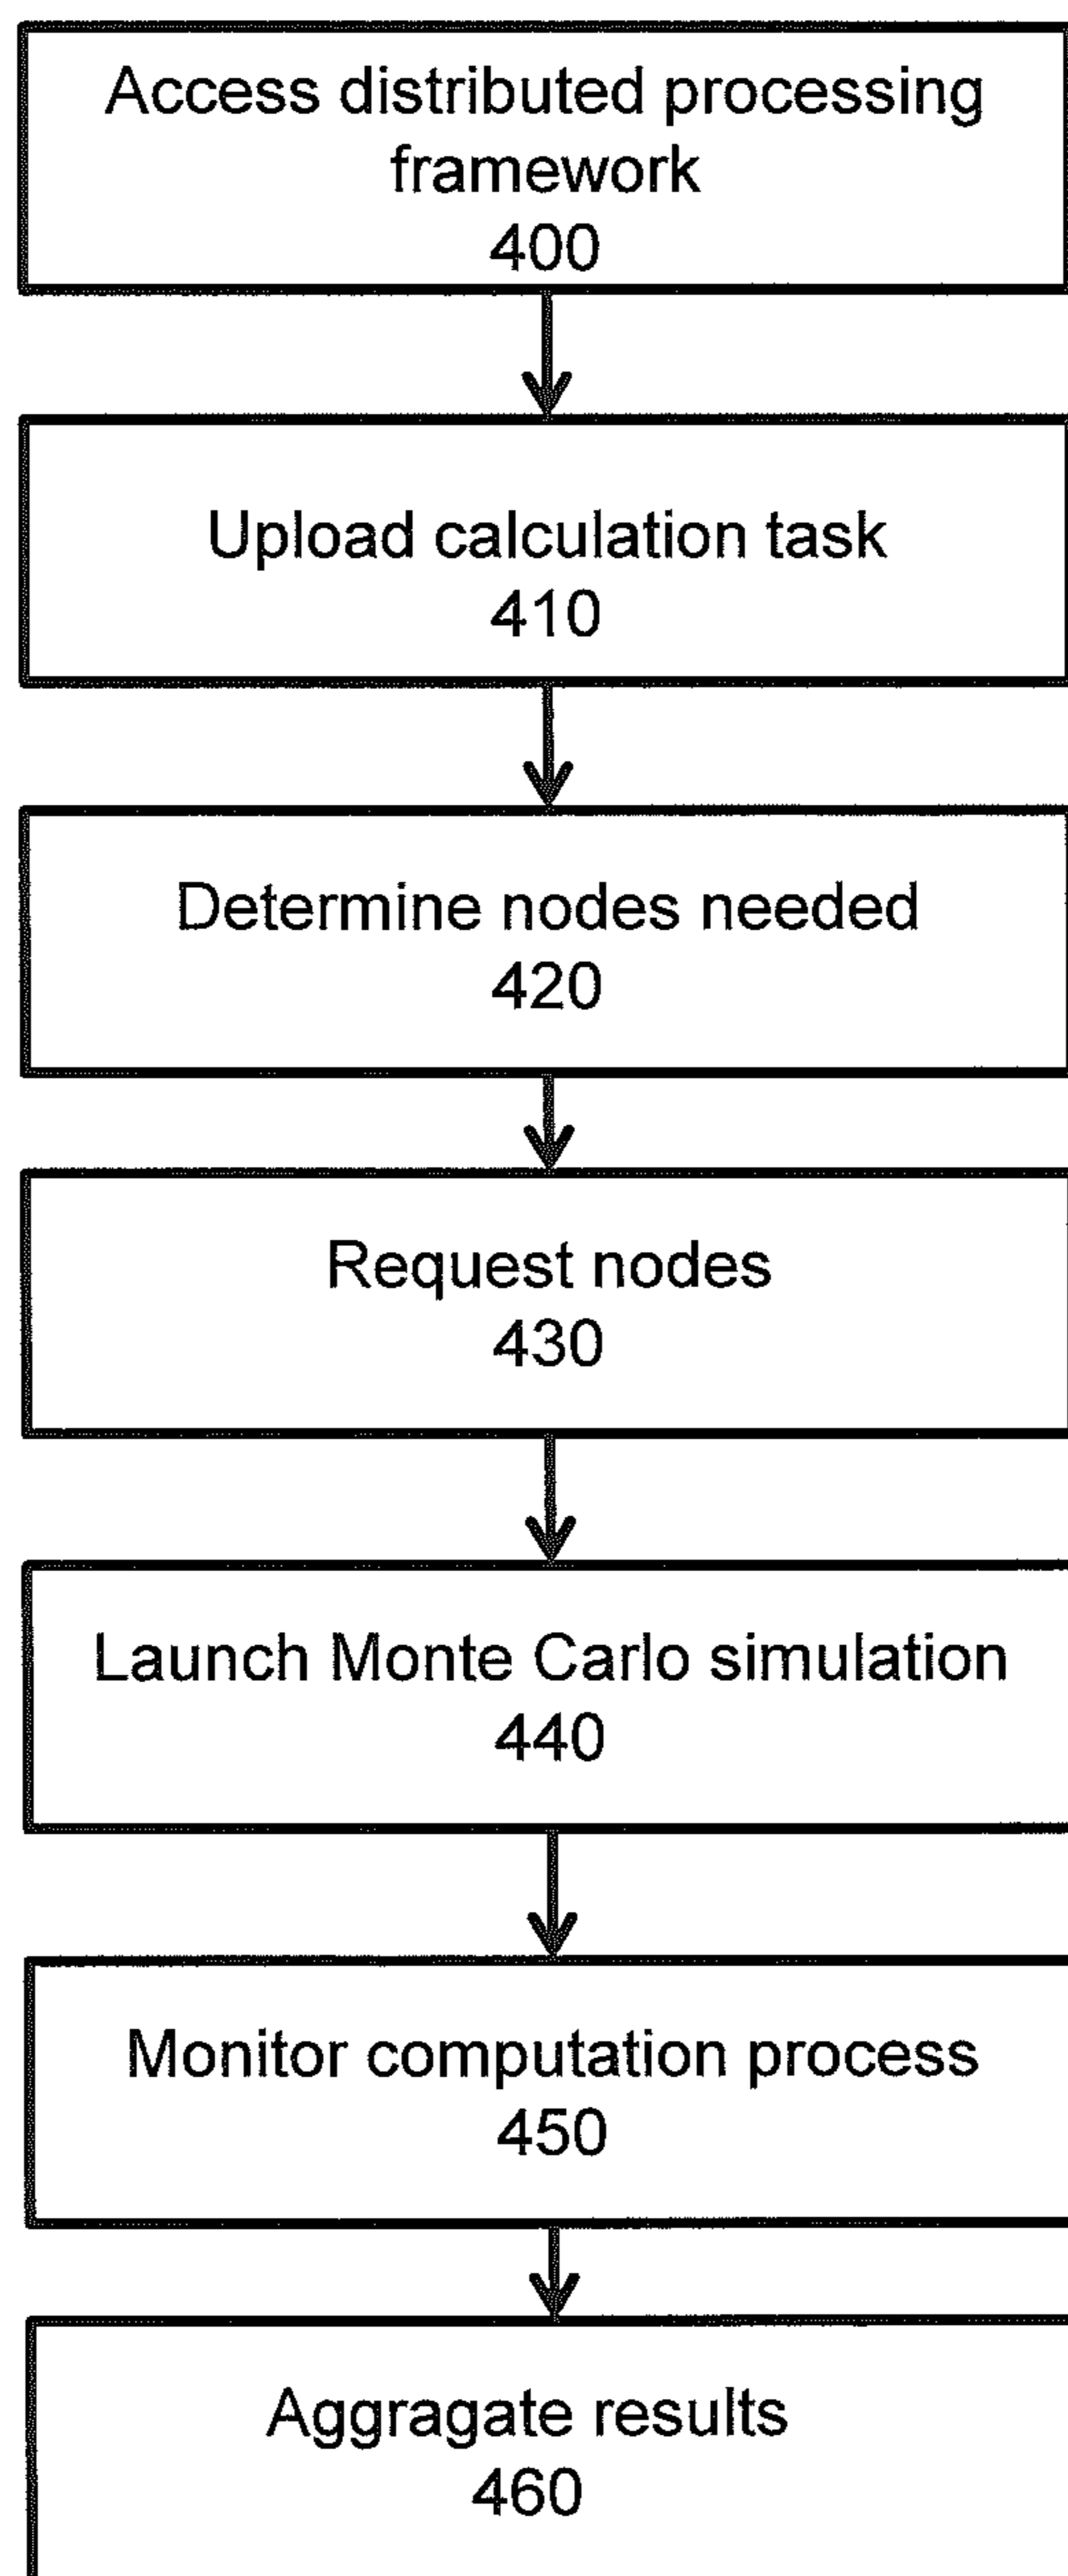 Access distributed processing
framework
400
Upload calculation task
410
Determine nodes needed
420
Request nodes
430
Launch Monte Carlo simulation
440
Monitor computation process
450
Aggragate results
460